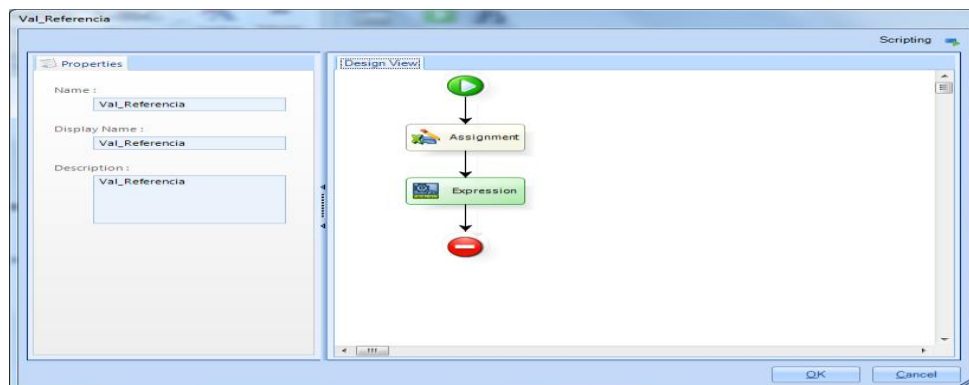 Val_Referencia
Scripting
Properties
Name :
Val_Referencia
Display Name :
Val_Referencia
Description :
Val_Referencia
Design View
Assignment
Expression
OK
Cancel